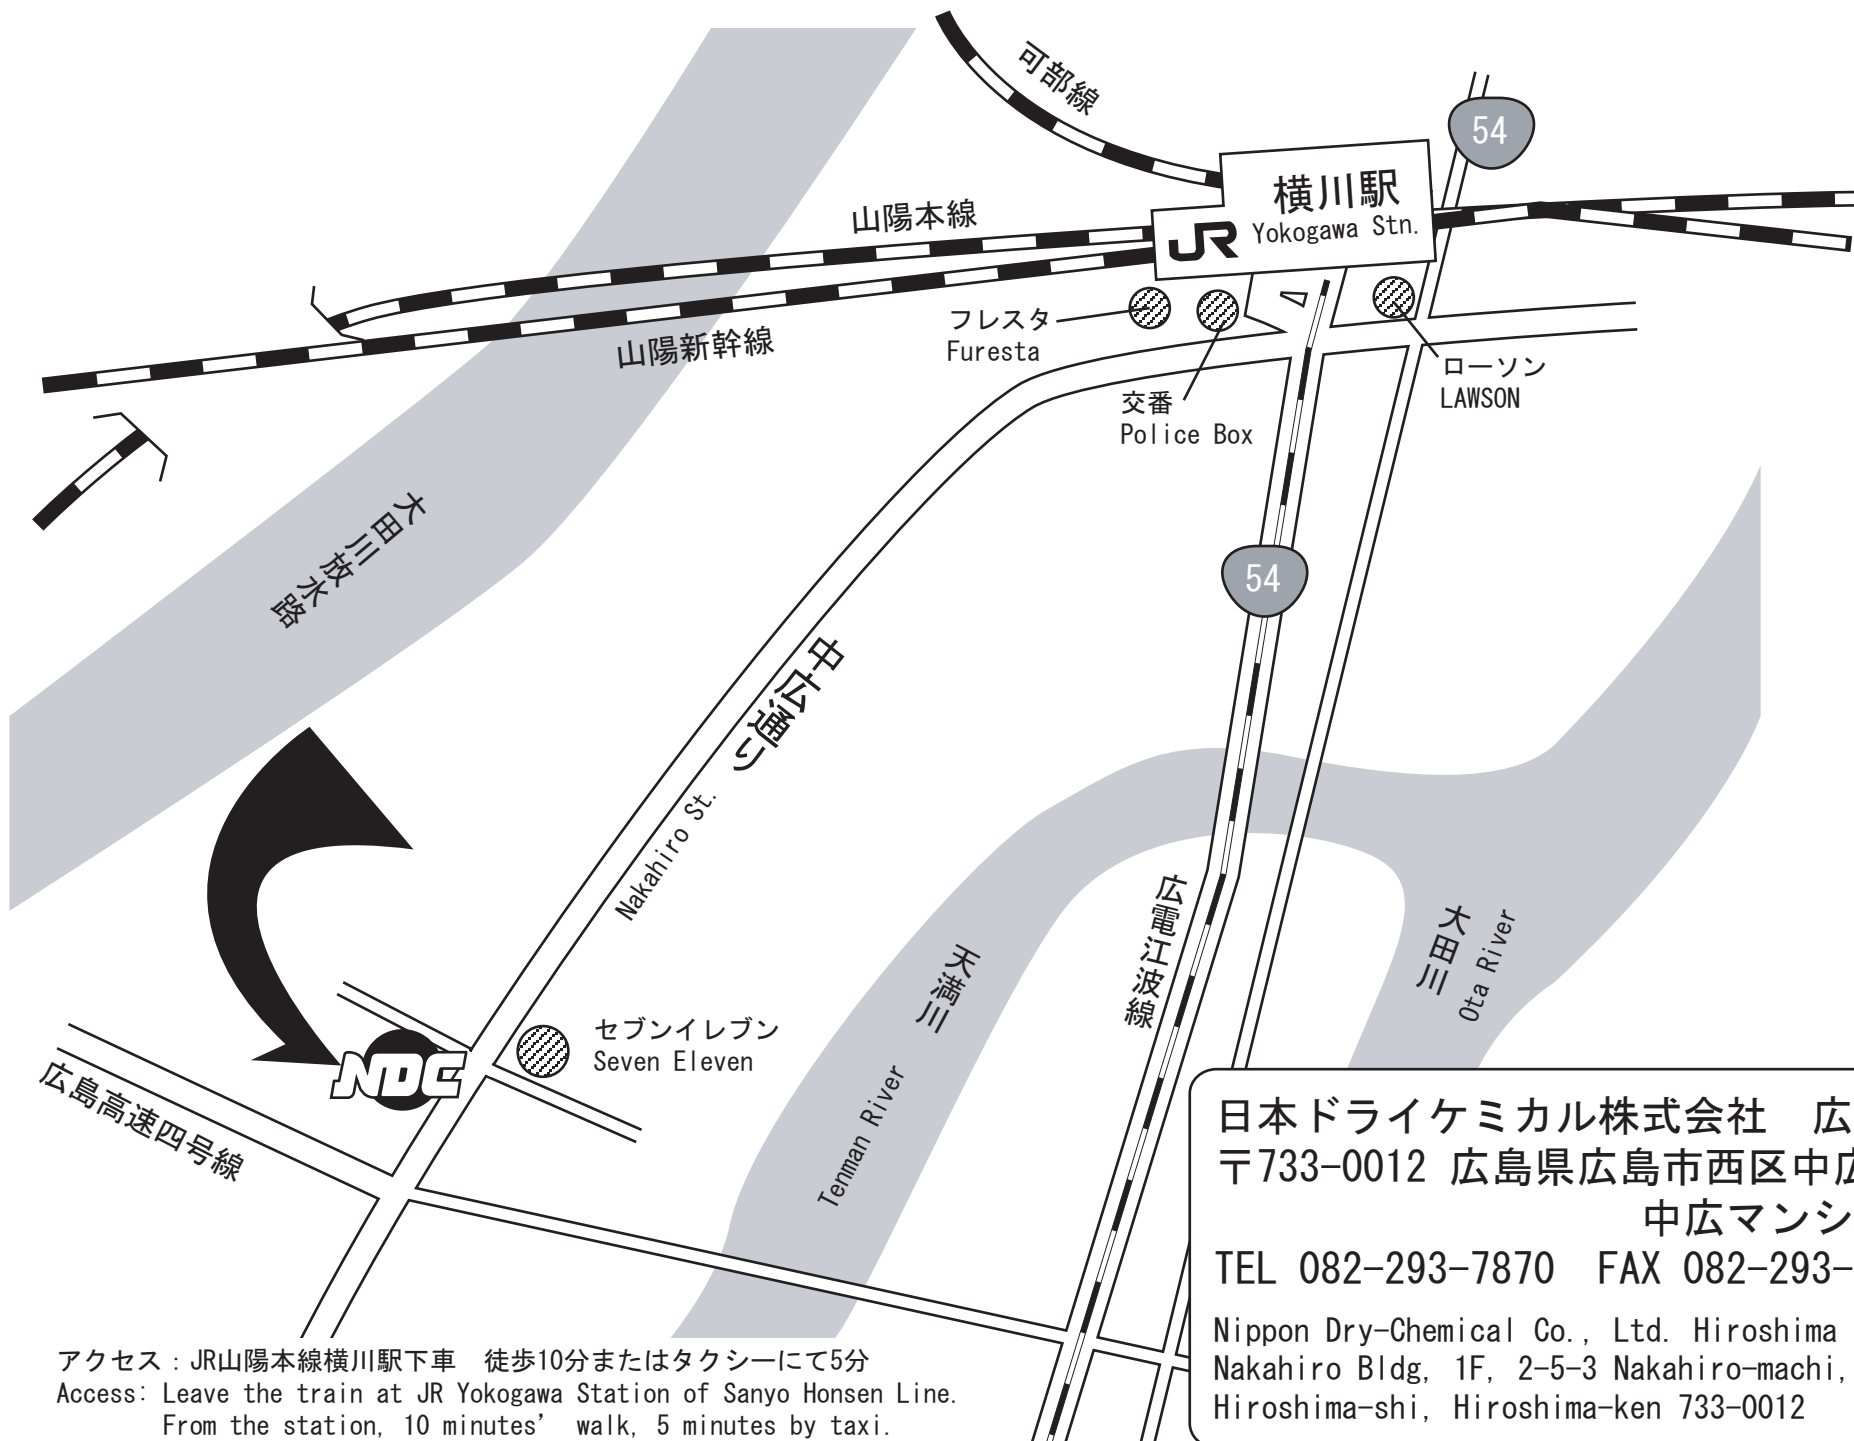 可部線
54
横川駅
JR Yokogawa Stn.
山陽本線
山陽新幹線
フレスタ
Furesta
交番
Police Box
ローソン
LAWSON
大田川放水路
54
中広通り
Nakahiro St.
広電江波線
天満川
Tenman River
大田川
Ota River
セブンイレブン
Seven Eleven
NDC
広島高速四号線
日本ドライケミカル株式会社　広
〒733-0012 広島県広島市西区中広
中広マンシ
TEL 082-293-7870　FAX 082-293-
Nippon Dry-Chemical Co., Ltd. Hiroshima
Nakahiro Bldg, 1F, 2-5-3 Nakahiro-machi,
Hiroshima-shi, Hiroshima-ken 733-0012
アクセス：JR山陽本線横川駅下車　徒歩10分またはタクシーにて5分
Access: Leave the train at JR Yokogawa Station of Sanyo Honsen Line.
From the station, 10 minutes’ walk, 5 minutes by taxi.